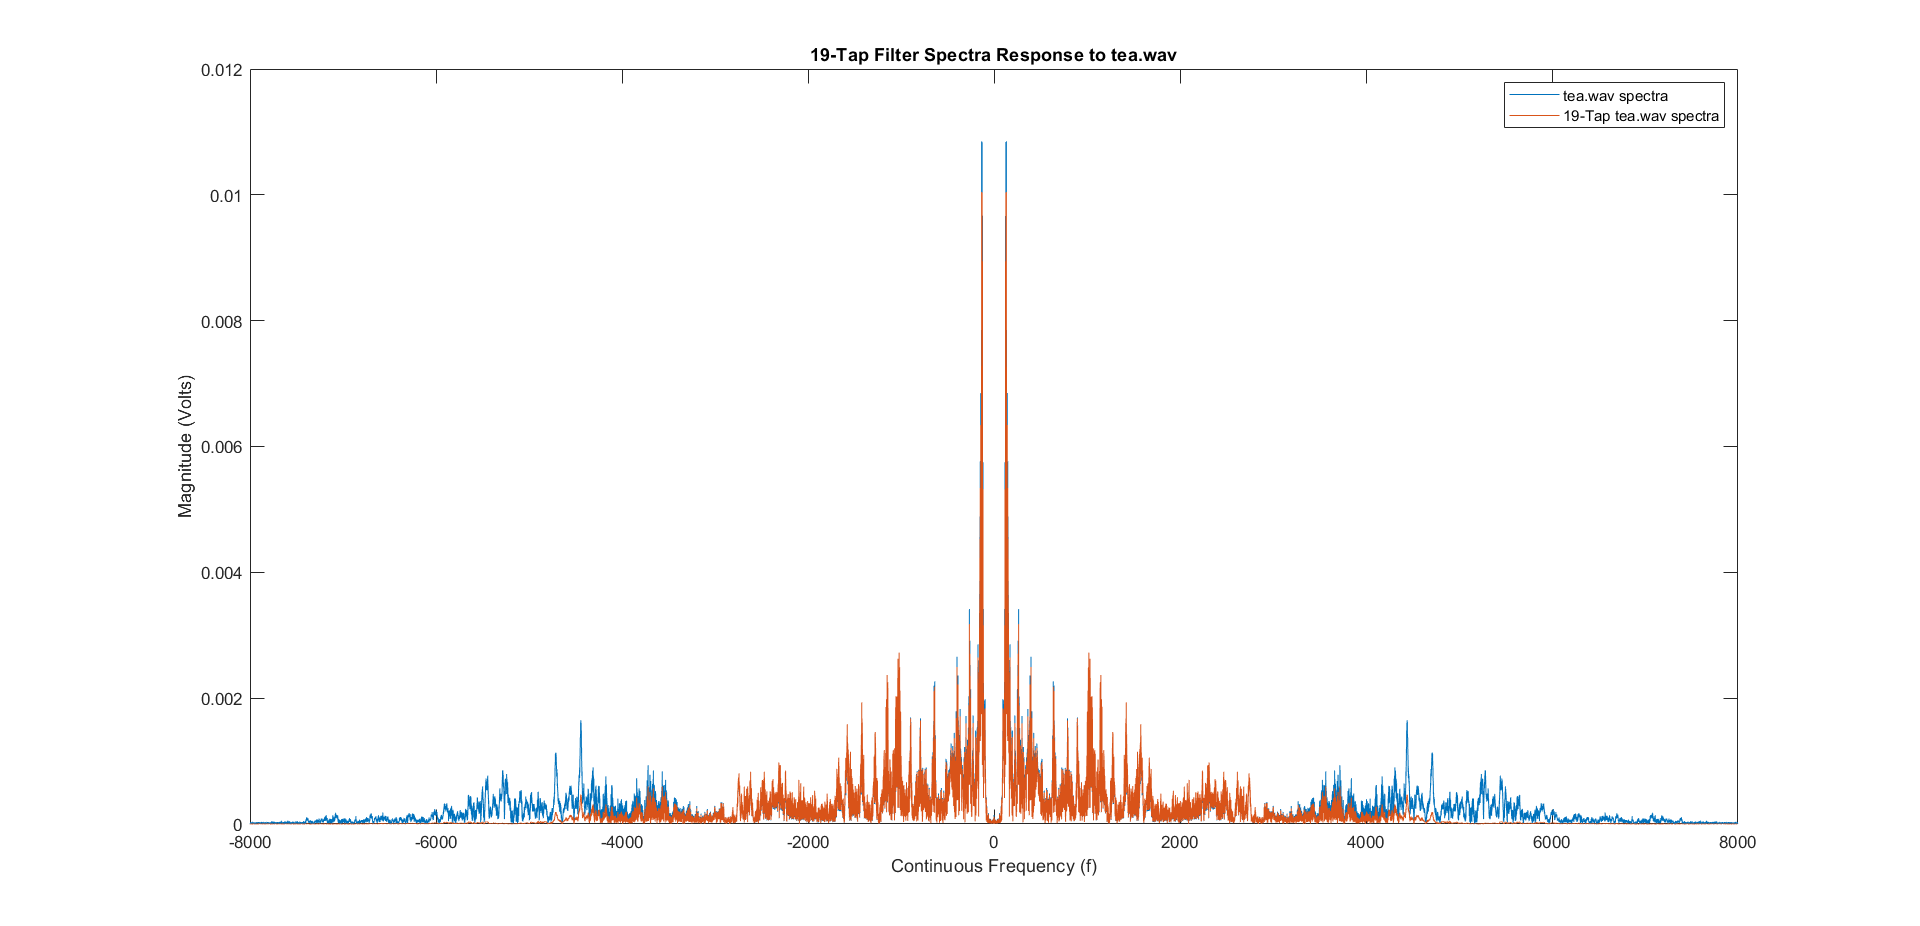 19-Tap Filter Spectra Response to tea.wav
tea.wav spectra
19-Tap tea.wav spectra
0.012
0.01
0.008
0.006
0.004
0.002
0
Magnitude (Volts)
-8000 -6000 -4000 -2000 0 2000 4000 6000 8000
Continuous Frequency (f)